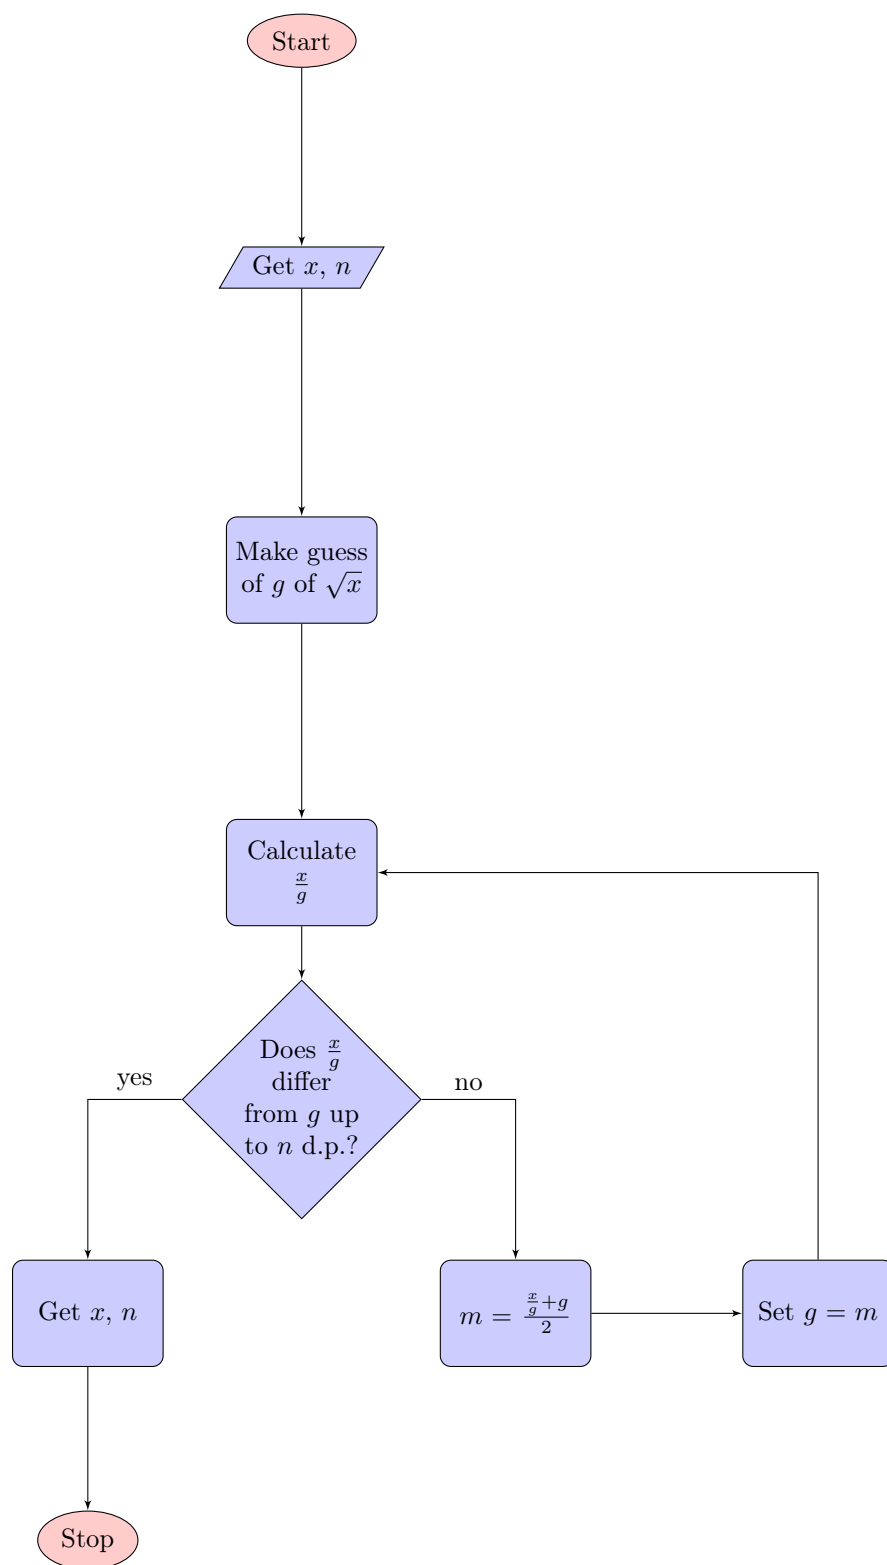 Start
Get x, n
Make guess
of g of √x
Calculate
x/g
Does x/g
differ
from g up
to n d.p.?
yes
no
Get x, n
m = (x/g + g)/2
Set g = m
Stop